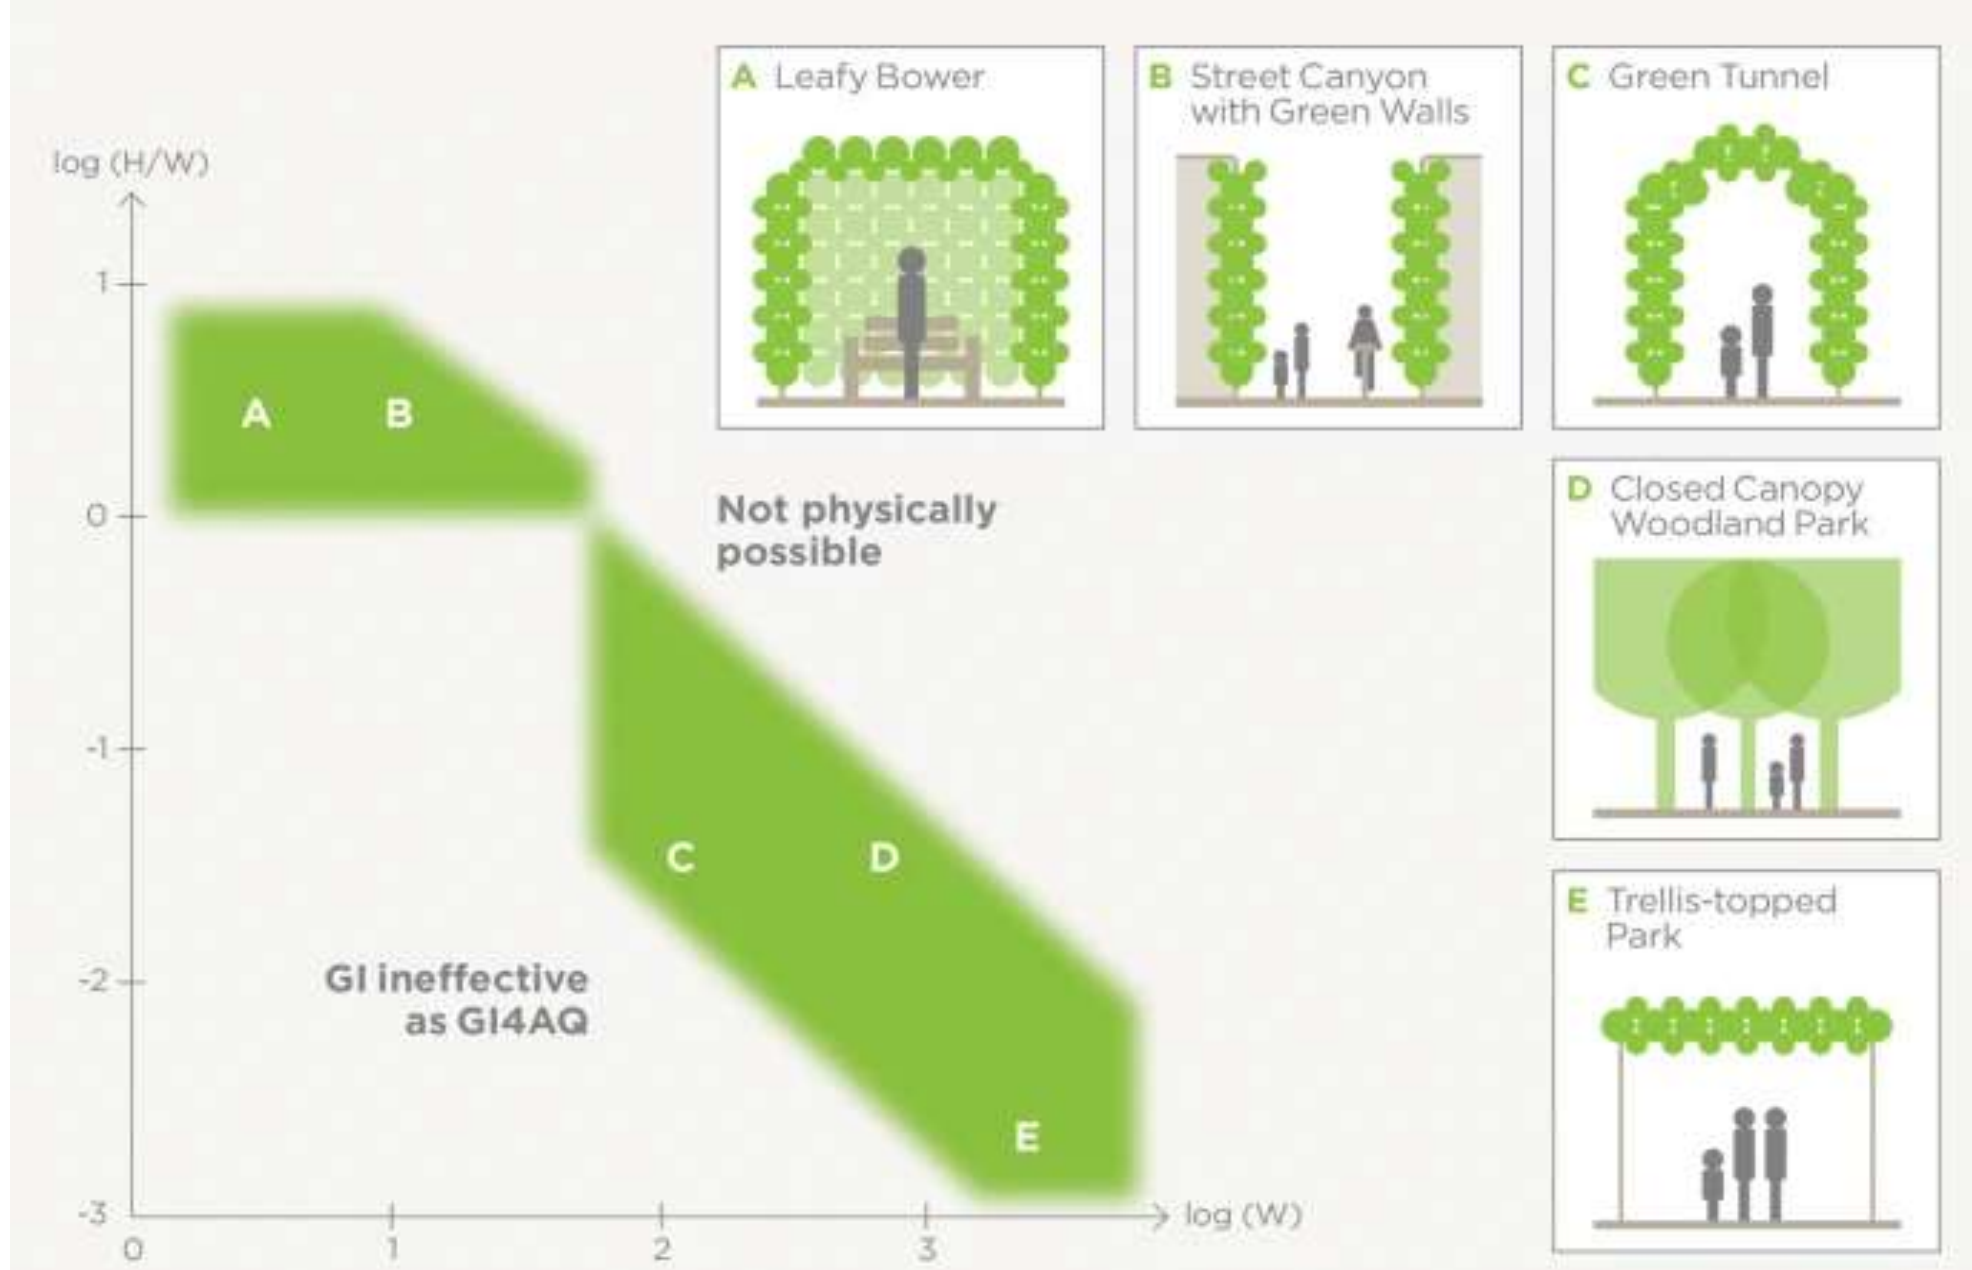 A Leafy Bower
B Street Canyon
with Green Walls
C Green Tunnel
log (H/W)
1
A
B
0
Not physically
possible
D Closed Canopy
Woodland Park
-1
C
D
E Trellis-topped
Park
GI ineffective
as GI4AQ
-2
E
-3
log (W)
0
1
2
3